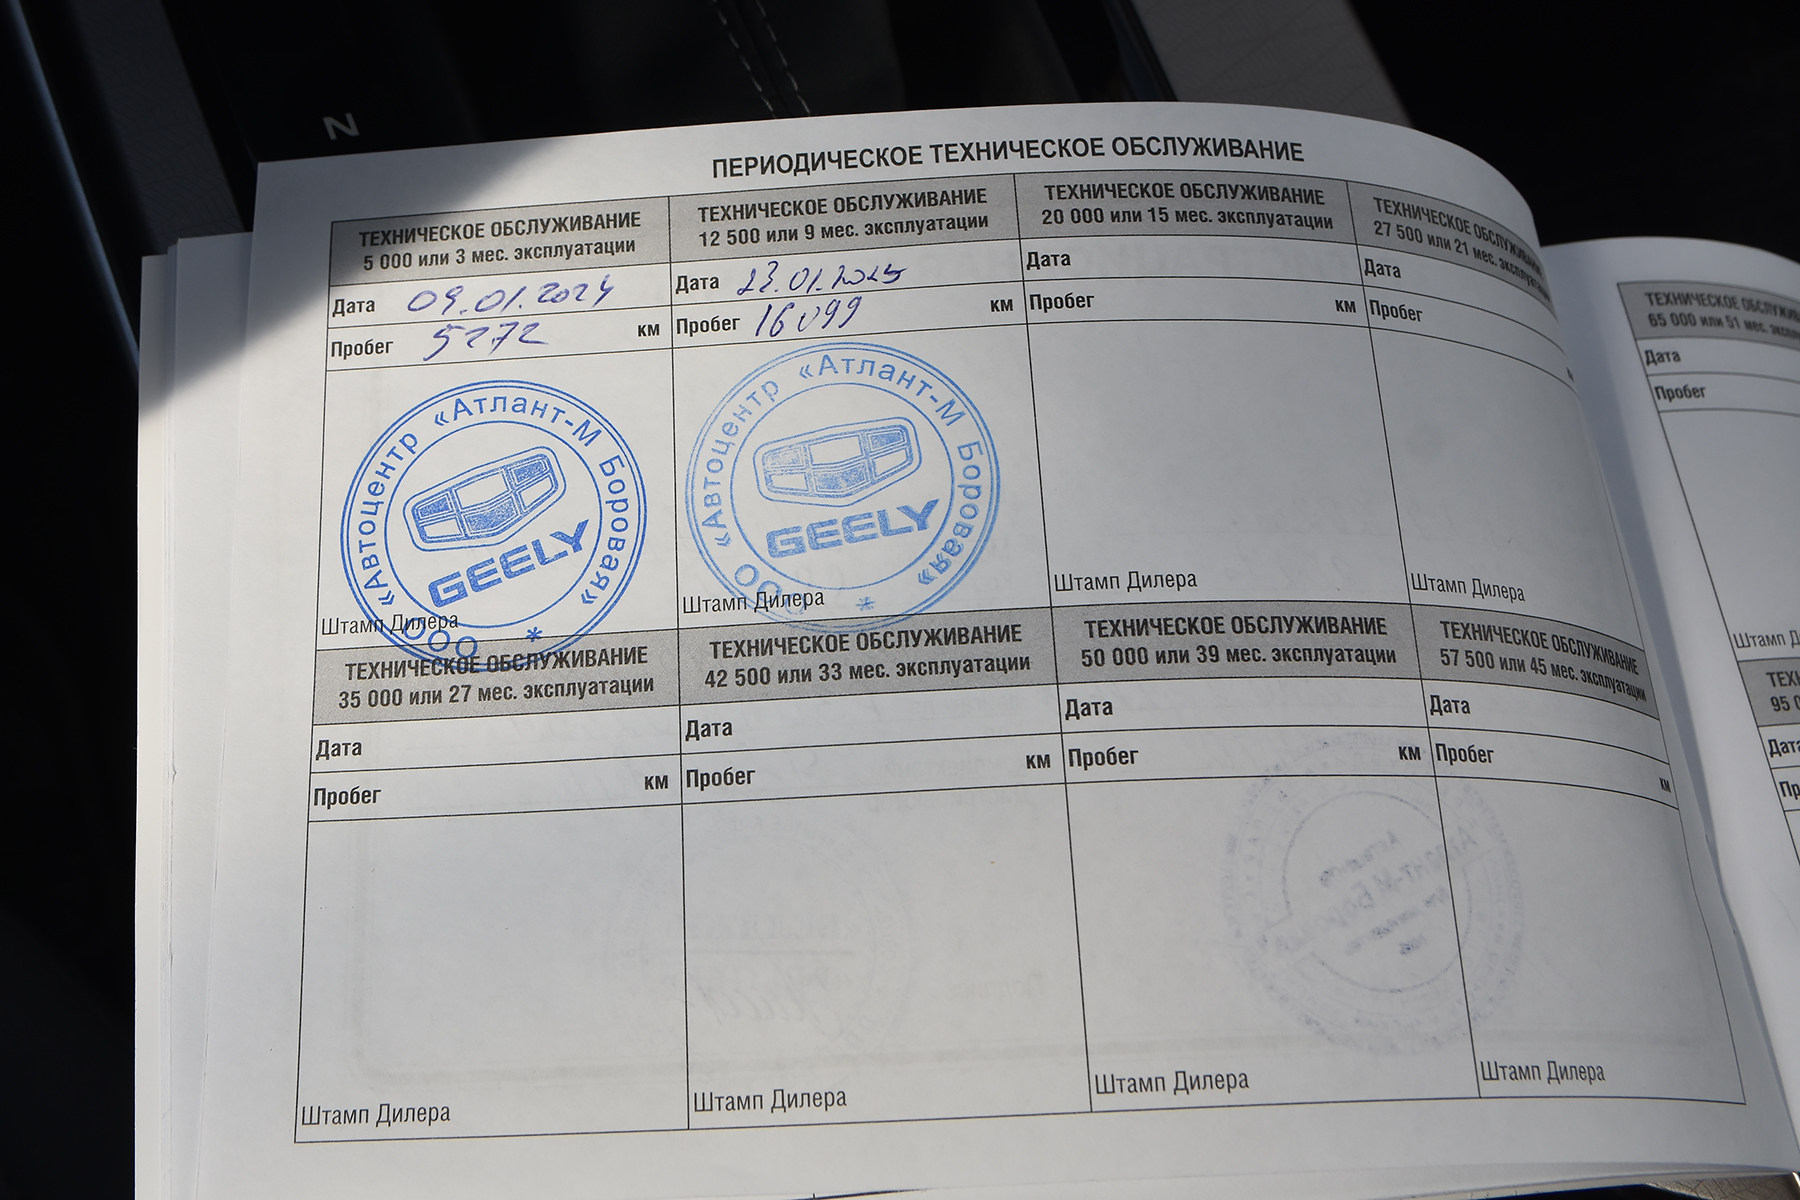 N
ПЕРИОДИЧЕСКОЕ ТЕХНИЧЕСКОЕ ОБСЛУЖИВАНИЕ
ТЕХНИЧЕСКОЕ ОБСЛУЖИВАНИЕ
5 000 или 3 мес. эксплуатации
Дата 09.01.2024
Пробег 5272 км
ООО «Автоцентр «Атлант-М Боровая» *
GEELY
Штамп Дилера
ТЕХНИЧЕСКОЕ ОБСЛУЖИВАНИЕ
12 500 или 9 мес. эксплуатации
Дата 23.01.2025
Пробег 16099 км
ООО «Автоцентр «Атлант-М Боровая» *
GEELY
Штамп Дилера
ТЕХНИЧЕСКОЕ ОБСЛУЖИВАНИЕ
20 000 или 15 мес. эксплуатации
Дата
Пробег км
Штамп Дилера
ТЕХНИЧЕСКОЕ ОБСЛУЖИВАНИЕ
27 500 или 21 мес. эксплуатации
Дата
Пробег
Штамп Дилера
ТЕХНИЧЕСКОЕ ОБСЛУЖИВАНИЕ
35 000 или 27 мес. эксплуатации
Дата
Пробег км
Штамп Дилера
ТЕХНИЧЕСКОЕ ОБСЛУЖИВАНИЕ
42 500 или 33 мес. эксплуатации
Дата
Пробег км
Штамп Дилера
ТЕХНИЧЕСКОЕ ОБСЛУЖИВАНИЕ
50 000 или 39 мес. эксплуатации
Дата
Пробег км
Штамп Дилера
ТЕХНИЧЕСКОЕ ОБСЛУЖИВАНИЕ
57 500 или 45 мес. эксплуатации
Дата
Пробег км
Штамп Дилера
ТЕХНИЧЕСКОЕ
65 000 или 51 мес.
Дата
Пробег
Штамп